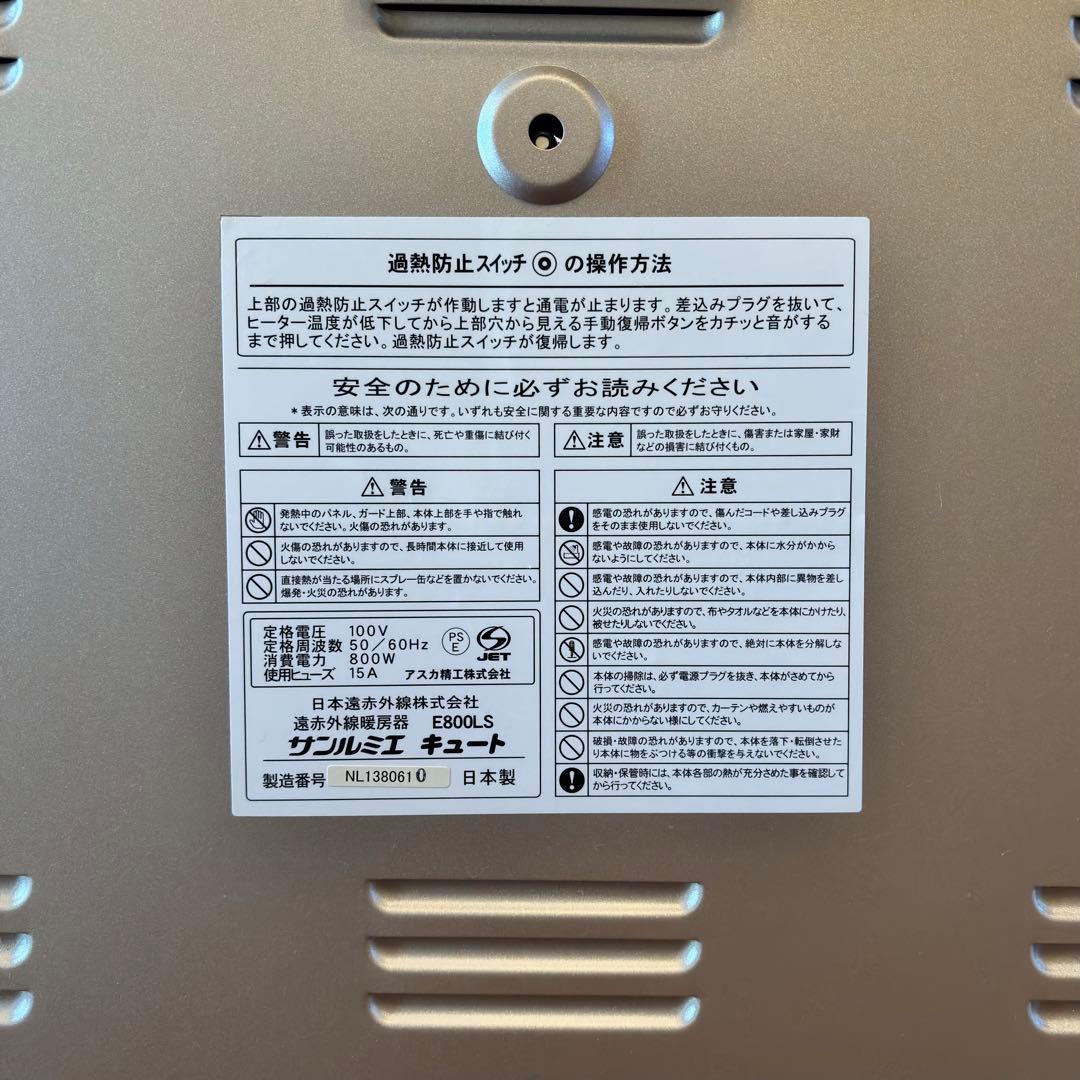 過熱防止スイッチ◎の操作方法
上部の過熱防止スイッチが作動しますと通電が止まります。差込みプラグを抜いて、
ヒーター温度が低下してから上部穴から見える手動復帰ボタンをカチッと音がする
まで押してください。過熱防止スイッチが復帰します。
安全のために必ずお読みください
*表示の意味は、次の通りです。いずれも安全に関する重要な内容ですので必ずお守りください。
警告
誤った取扱をしたときに、死亡や重傷に結び付く
可能性のあるもの。
注意
誤った取扱をしたときに、傷害または家屋・家財
などの損害に結び付くもの。
警告
発熱中のパネル、ガード上部、本体上部を手や指で触れ
ないでください。火傷の恐れがあります。
火傷の恐れがありますので、長時間本体に接近して使用
しないでください。
直接熱が当たる場所にスプレー缶などを置かないでください。
爆発・火災の恐れがあります。
定格電圧 100V
定格周波数 50/60Hz
消費電力 800W
使用ヒューズ 15A
PS
E
JET
アスカ精工株式会社
日本遠赤外線株式会社
遠赤外線暖房器 E800LS
サンルミエ キュート
製造番号 NL1380610 日本製
注意
感電の恐れがありますので、傷んだコードや差し込みプラグ
をそのまま使用しないでください。
感電や故障の恐れがありますので、本体に水分がかから
ないようにしてください。
感電や故障の恐れがありますので、本体内部に異物を差し
込んだり、入れたりしないでください。
火災の恐れがありますので、布やタオルなどを本体にかけたり、
被せたりしないでください。
感電や故障の恐れがありますので、絶対に本体を分解しな
いでください。
本体の掃除は、必ず電源プラグを抜き、本体がさめてから
行ってください。
火災の恐れがありますので、カーテンや燃えやすいものが
本体にかからない様にしてください。
破損・故障の恐れがありますので、本体を落下・転倒させた
り本体に物をぶつける等の衝撃を与えないでください。
収納・保管時には、本体各部の熱が充分さめた事を確認して
から行ってください。